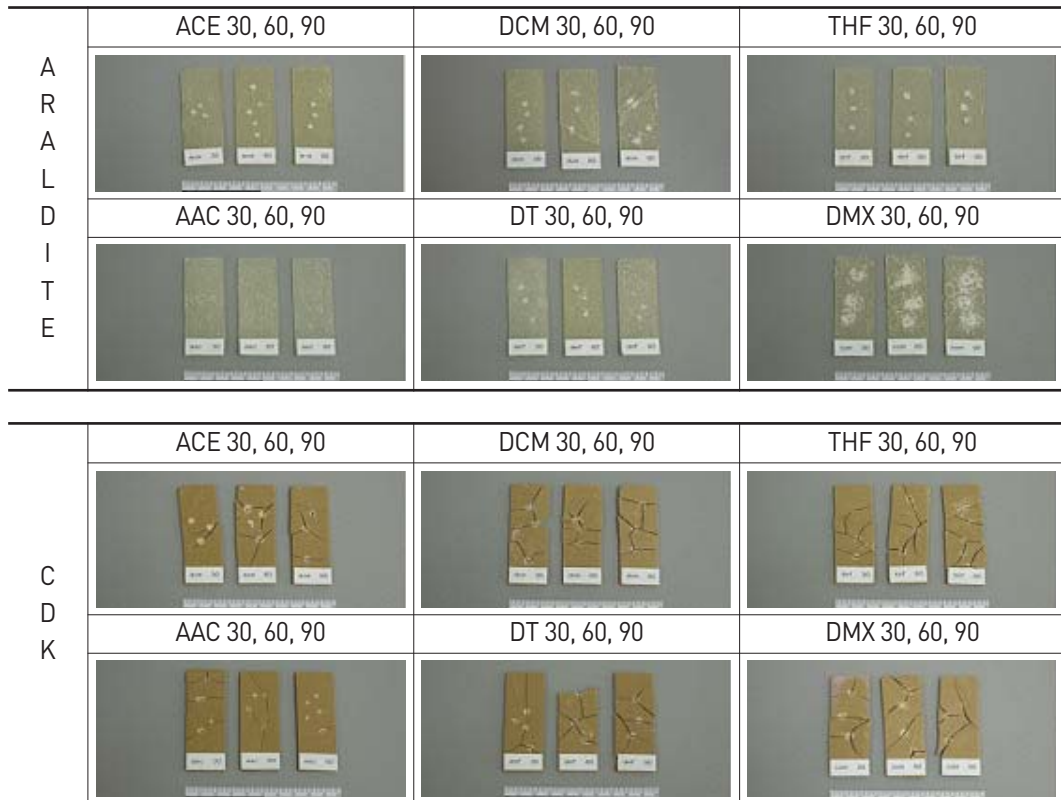 ARALDITE
ACE 30, 60, 90
DCM 30, 60, 90
THF 30, 60, 90
AAC 30, 60, 90
DT 30, 60, 90
DMX 30, 60, 90
CDK
ACE 30, 60, 90
DCM 30, 60, 90
THF 30, 60, 90
AAC 30, 60, 90
DT 30, 60, 90
DMX 30, 60, 90